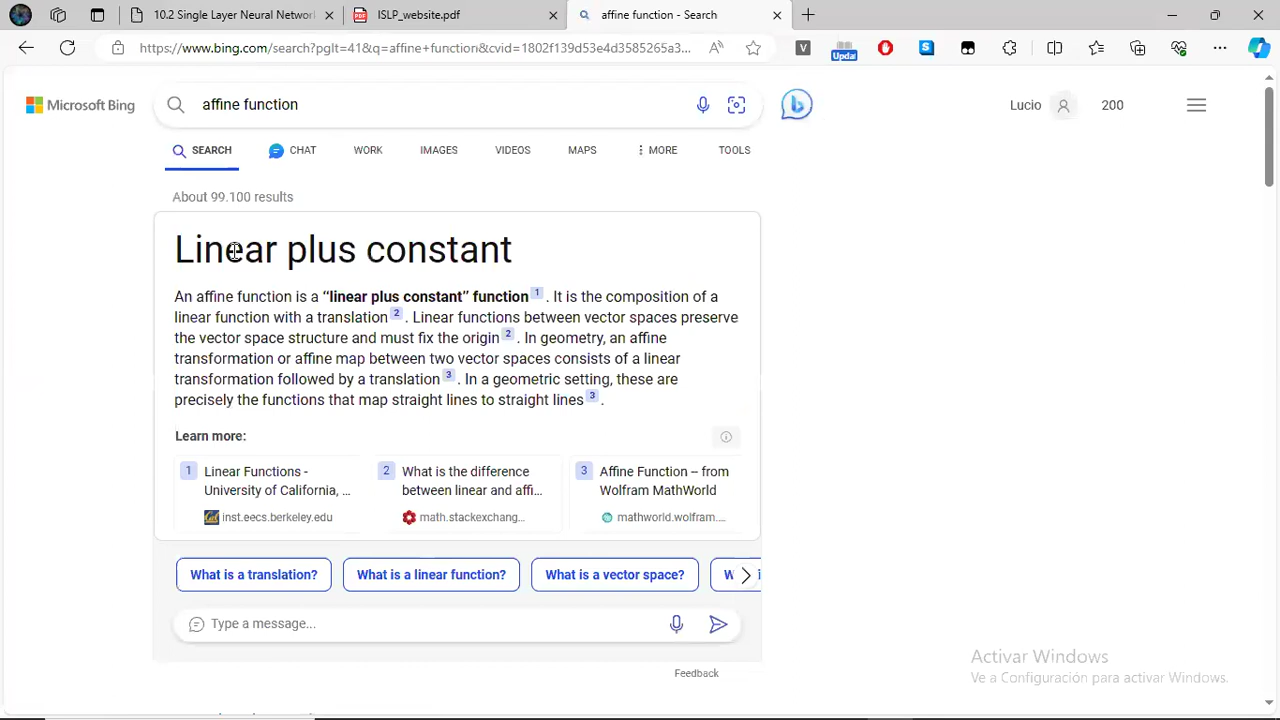 10.2 Single Layer Neural Networ
ISLP_website.pdf
affine function - Search
https://www.bing.com/search?pglt=41&q=affine+function&cvid=1802f139d53e4d3585265a3...
V
Updat
Microsoft Bing
affine function
Lucio
200
SEARCH
CHAT
WORK
IMAGES
VIDEOS
MAPS
MORE
TOOLS
About 99.100 results
Linear plus constant
An affine function is a “linear plus constant” function 1 . It is the composition of a
linear function with a translation 2 . Linear functions between vector spaces preserve
the vector space structure and must fix the origin 2 . In geometry, an affine
transformation or affine map between two vector spaces consists of a linear
transformation followed by a translation 3 . In a geometric setting, these are
precisely the functions that map straight lines to straight lines 3 .
Learn more:
1 Linear Functions -
University of California, ...
inst.eecs.berkeley.edu
2 What is the difference
between linear and affi...
math.stackexchang...
3 Affine Function – from
Wolfram MathWorld
mathworld.wolfram....
What is a translation?
What is a linear function?
What is a vector space?
Type a message...
Feedback
Activar Windows
Ve a Configuración para activar Windows.